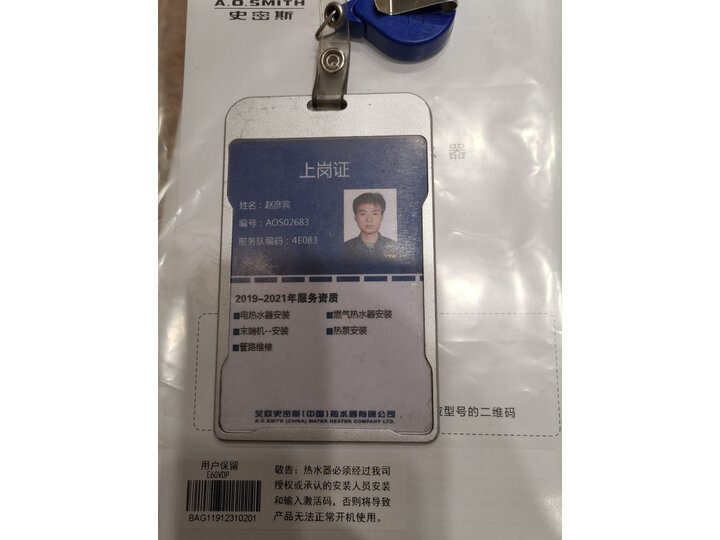 A.O.SMITH
史密斯
器
上岗证
姓名：赵彦宾
编号：AOS02683
服务队编码：4E083
2019-2021年服务资质
■电热水器安装 ■燃气热水器安装
■末端机--安装 ■热泵安装
■管路维修
艾欧史密斯(中国)热水器有限公司
A.O.SMITH (CHINA) WATER HEATER COMPANY LTD.
型号的二维码
用户保留
E60VDP
BAG11912310201
敬告：热水器必须经过我司
授权或承认的安装人员安装
和输入激活码，否则将导致
产品无法正常开机使用。